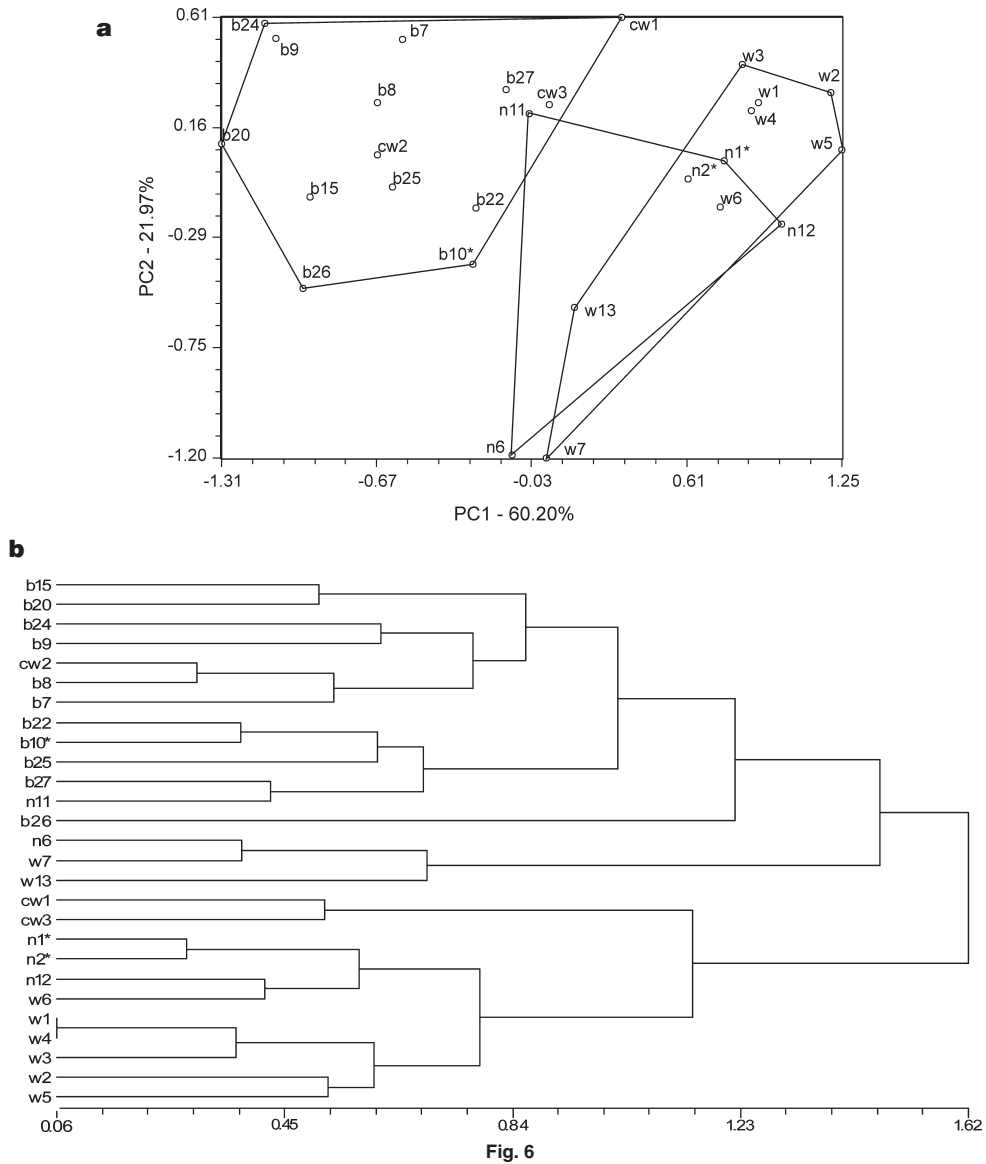 a
0.61
b24
cw1
b9
b7
w3
w2
b8
b27
cw3
w1
w4
n11
0.16
b20
w5
cw2
n1*
n2*
b15
b25
b22
w6
n12
-0.29
b10*
b26
PC2 - 21.97%
w13
-0.75
n6
w7
-1.20
-1.31 -0.67 -0.03 0.61 1.25
PC1 - 60.20%
b
b15
b20
b24
b9
cw2
b8
b7
b22
b10*
b25
b27
n11
b26
n6
w7
w13
cw1
cw3
n1*
n2*
n12
w6
w1
w4
w3
w2
w5
0.06 0.45 0.84 1.23 1.62
Fig. 6